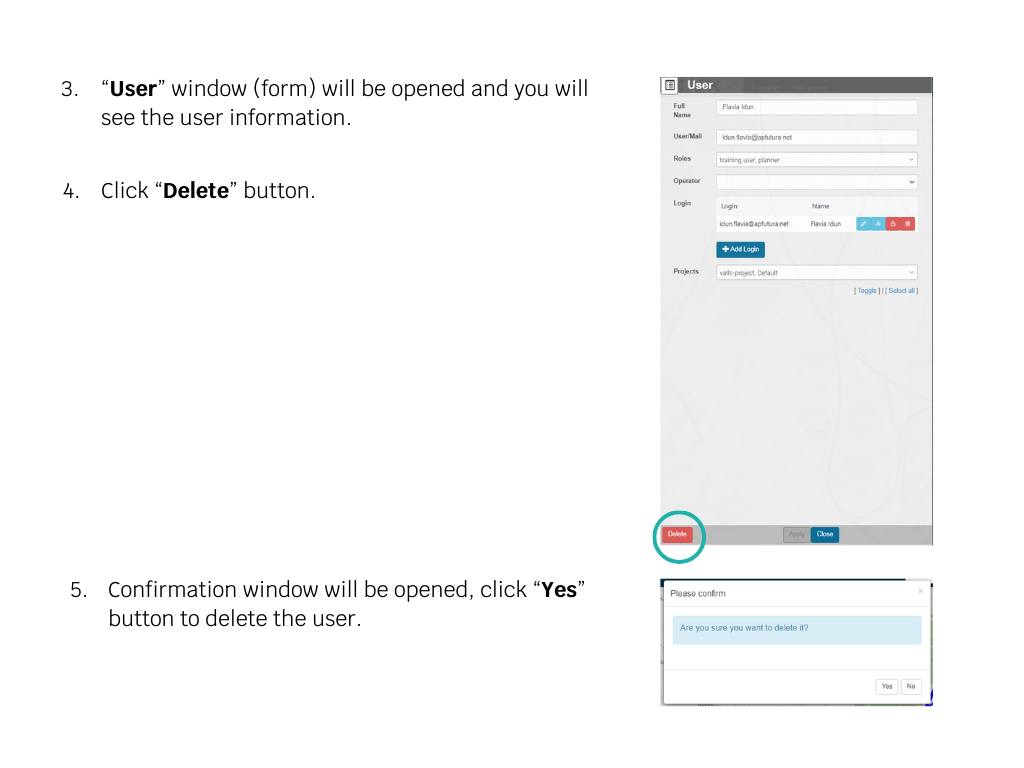 3. “User” window (form) will be opened and you will
see the user information.
4. Click “Delete” button.
User
Full
Name
Flavia Idun
User/Mail
idun.flavia@apfutura.net
Roles
training user, planner
Operator
Login
Login Name
idun.flavia@apfutura.net Flavia Idun
Add Login
Projects
valls-project, Default
[ Toggle ] | [ Select all ]
Delete Apply Close
5. Confirmation window will be opened, click “Yes”
button to delete the user.
Please confirm ×
Are you sure you want to delete it?
Yes No